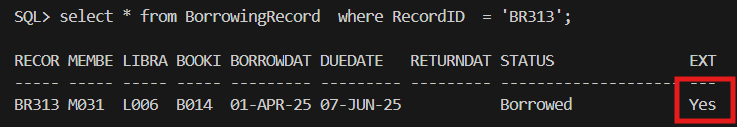 SQL> select * from BorrowingRecord  where RecordID  = 'BR313';
RECOR MEMBE LIBRA BOOKI BORROWDAT DUEDATE   RETURNDAT STATUS               EXT
----- ----- ----- ----- --------- --------- --------- -------------------- ---
BR313 M031  L006  B014  01-APR-25 07-JUN-25           Borrowed             Yes